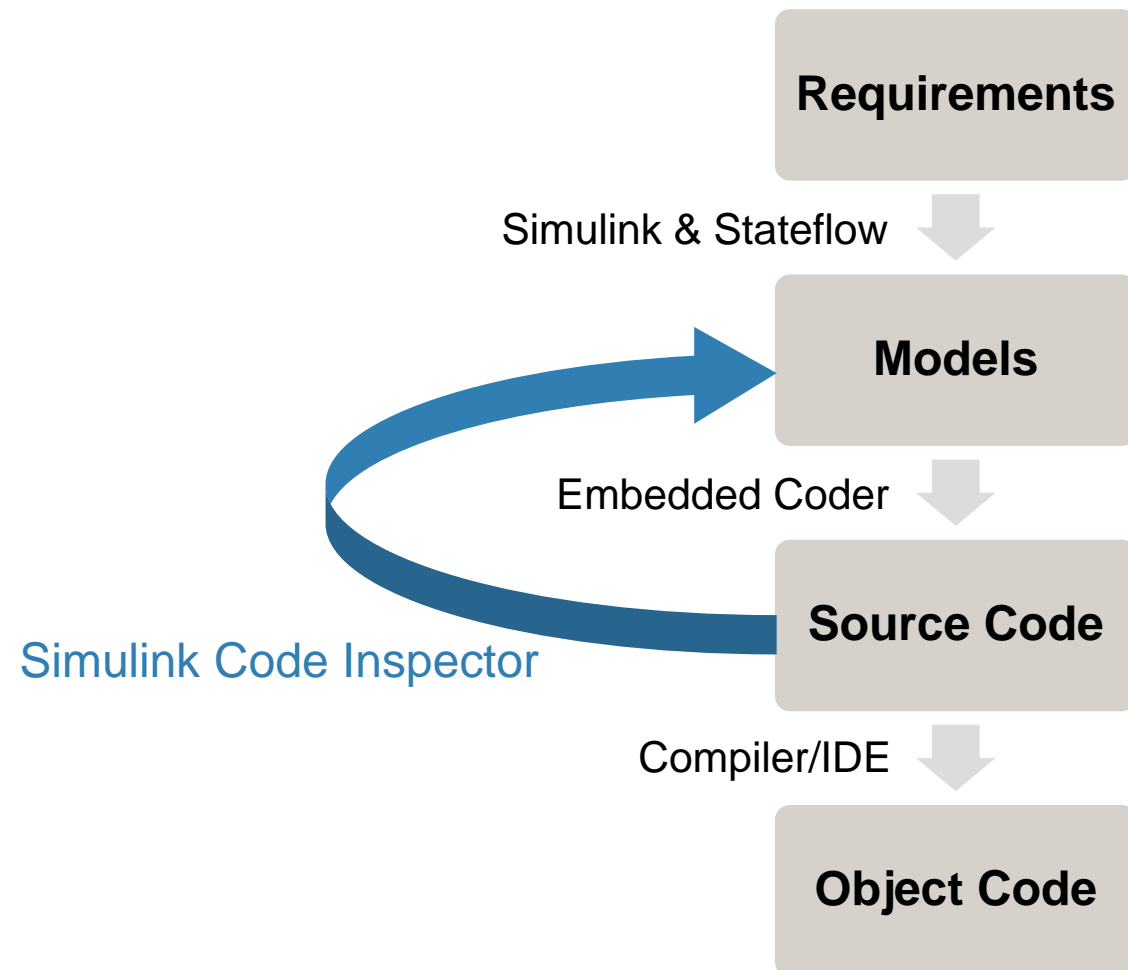 Requirements
Simulink & Stateflow
Models
Embedded Coder
Source Code
Simulink Code Inspector
Compiler/IDE
Object Code